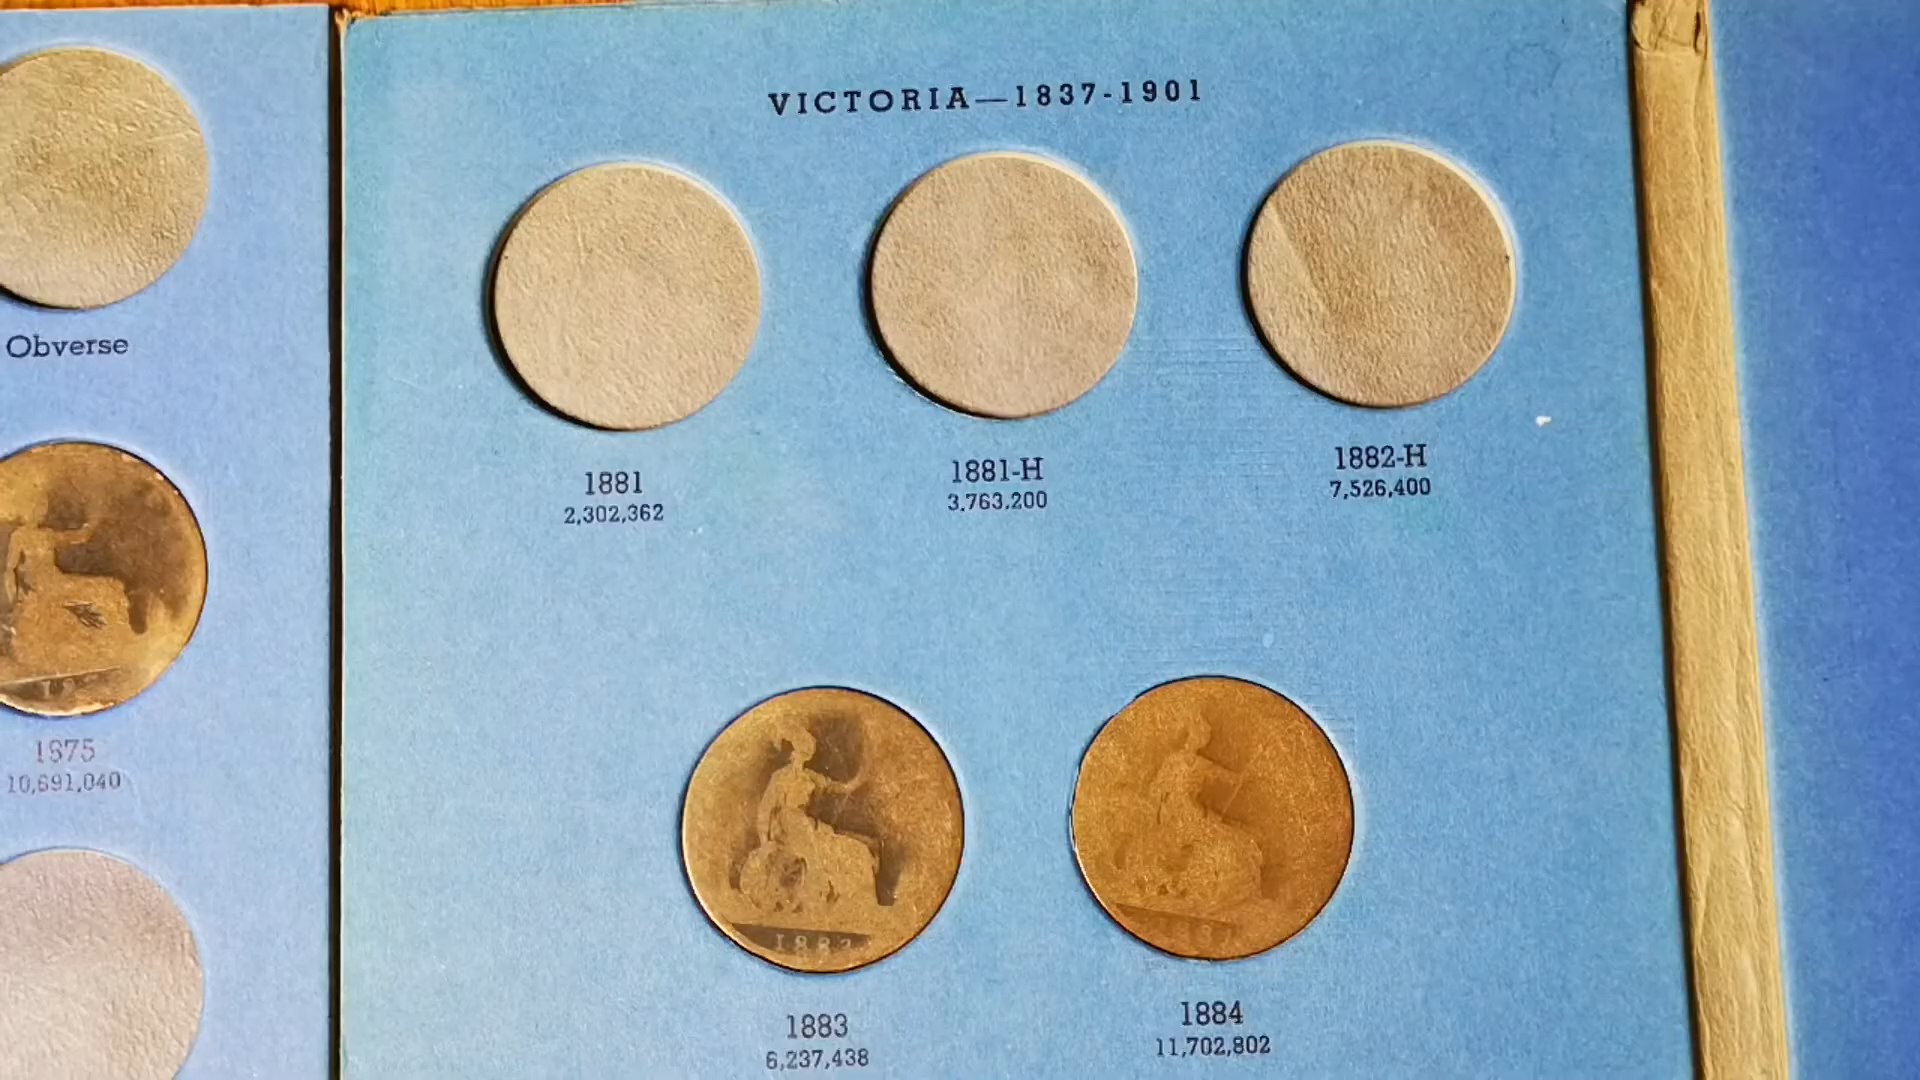 Obverse
1875
10,691,040
VICTORIA—1837-1901
1881
2,302,362
1881-H
3,763,200
1882-H
7,526,400
1883
1883
6,237,438
1884
11,702,802